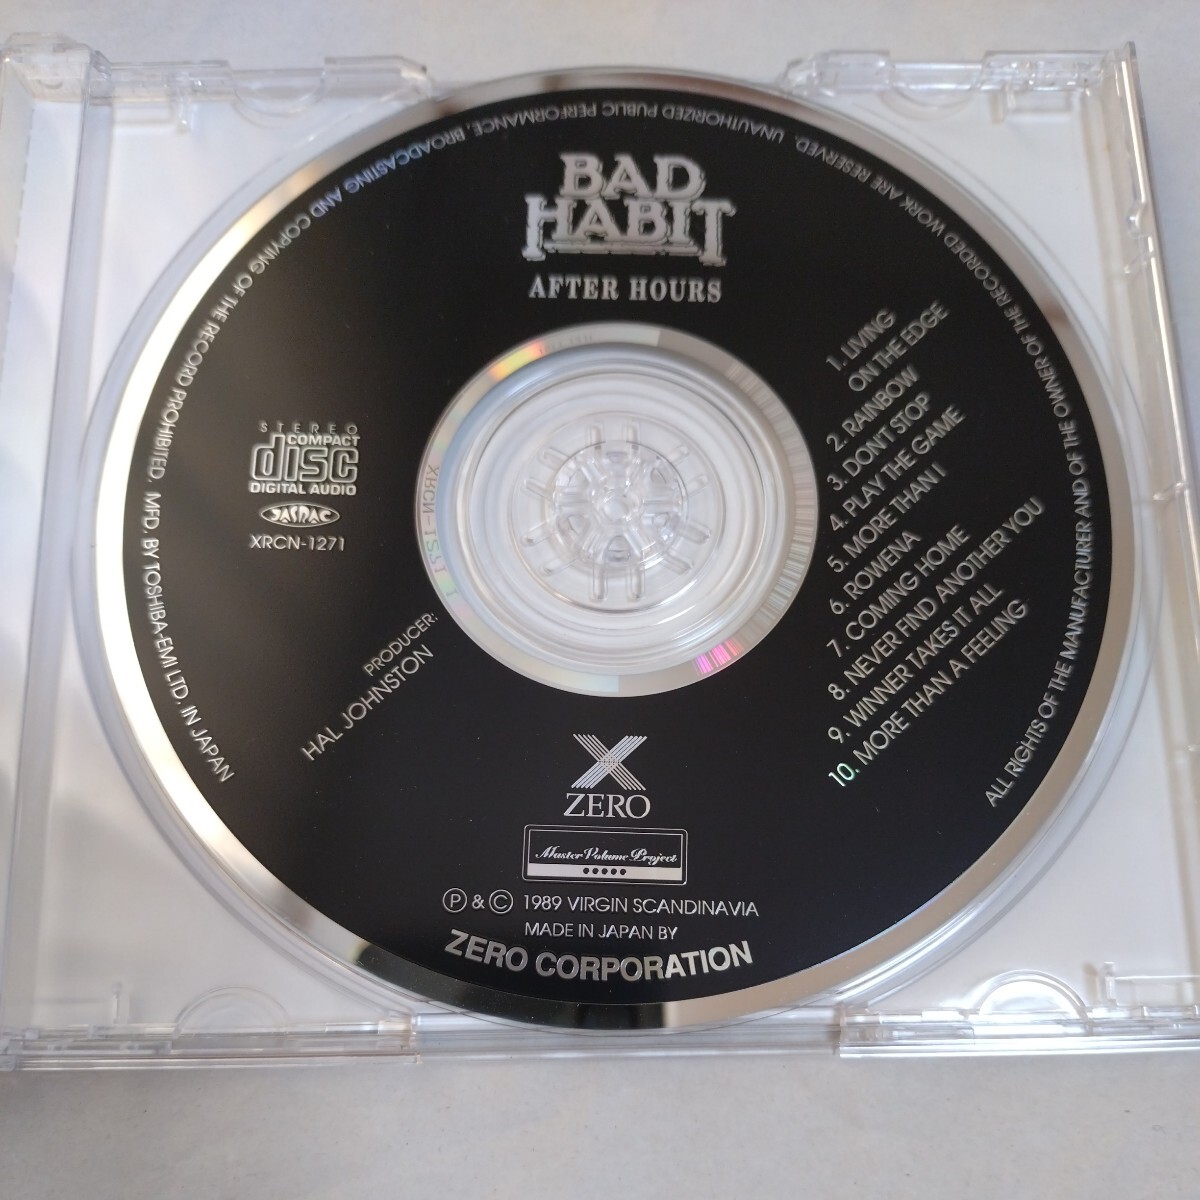 BAD
HABIT
AFTER HOURS
1. LIVING
ON THE EDGE
2. RAINBOW
3. DONT STOP
4. PLAY THE GAME
5. MORE THAN I
6. ROWENA
7. COMING HOME
8. NEVER FIND ANOTHER YOU
9. WINNER TAKES IT ALL
10. MORE THAN A FEELING
STEREO
COMPACT
disc
DIGITAL AUDIO
JASRAC
XRCN-1271
PRODUCER:
HAL JOHNSTON
ZERO
Master Volume Project
Ⓟ & © 1989 VIRGIN SCANDINAVIA
MADE IN JAPAN BY
ZERO CORPORATION
ALL RIGHTS OF THE MANUFACTURER AND OF THE OWNER OF THE RECORDED WORK ARE RESERVED. UNAUTHORIZED PUBLIC PERFORMANCE, BROADCASTING AND COPYING OF THE RECORD PROHIBITED. MFD. BY TOSHIBA-EMI LTD. IN JAPAN